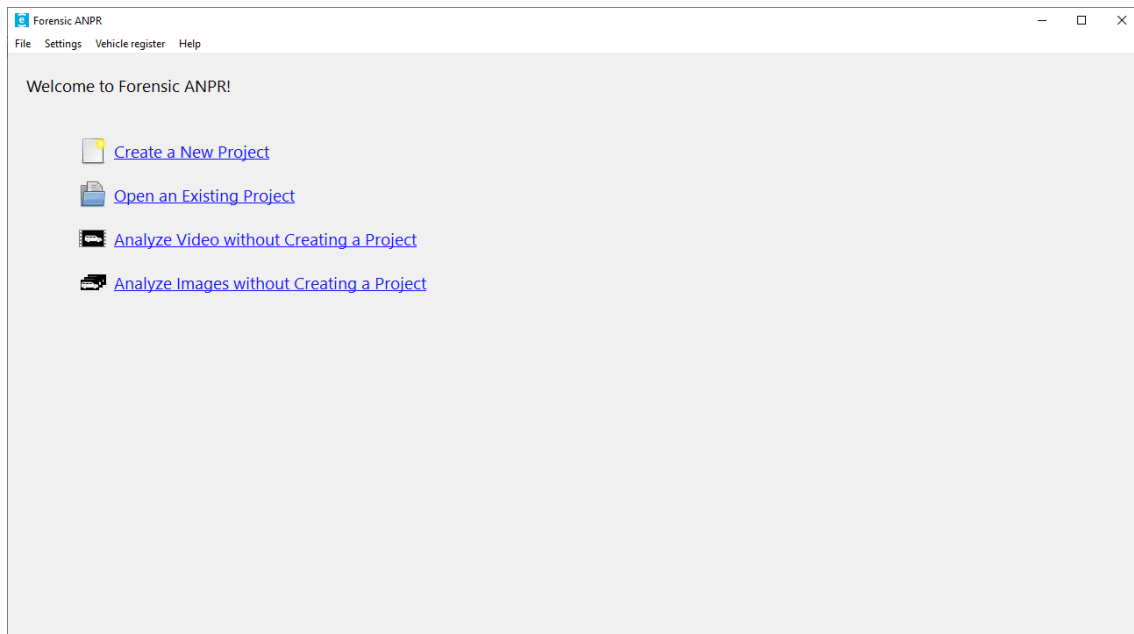 e Forensic ANPR
File Settings Vehicle register Help
Welcome to Forensic ANPR!
Create a New Project
Open an Existing Project
Analyze Video without Creating a Project
Analyze Images without Creating a Project